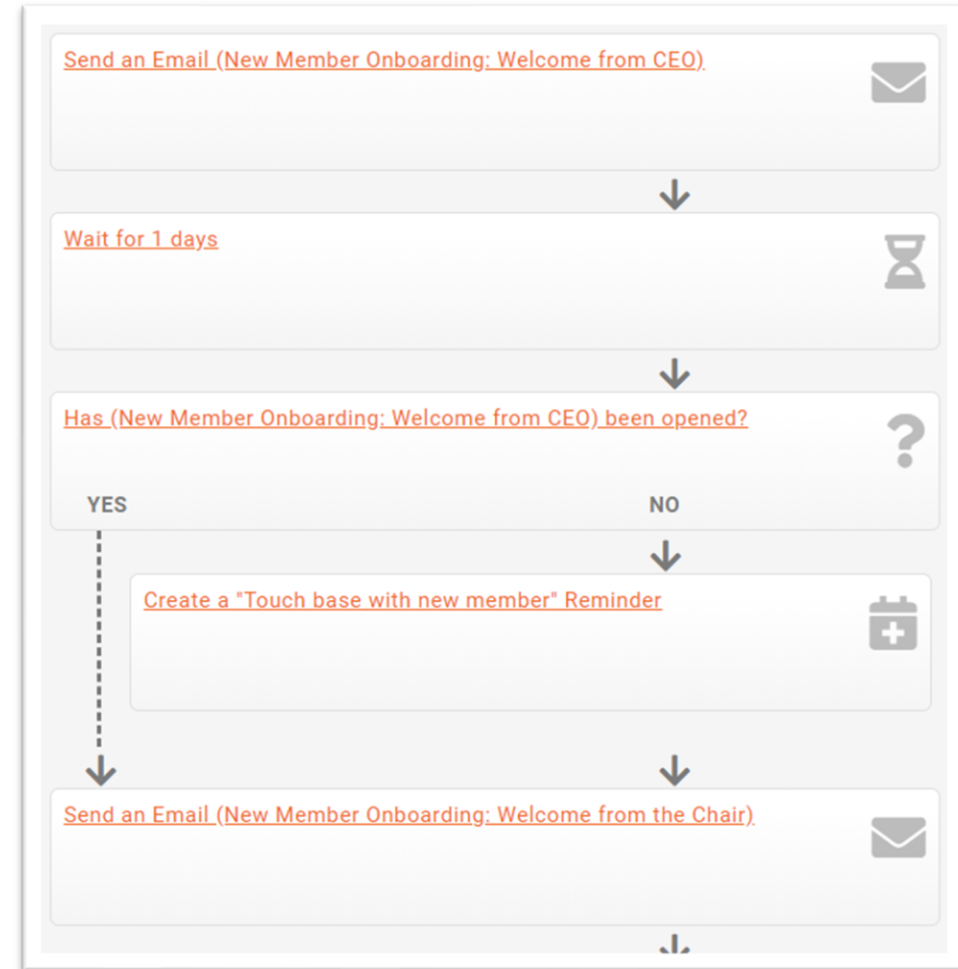 Send an Email (New Member Onboarding: Welcome from CEO)
Wait for 1 days
Has (New Member Onboarding: Welcome from CEO) been opened?
YES
NO
Create a "Touch base with new member" Reminder
Send an Email (New Member Onboarding: Welcome from the Chair)